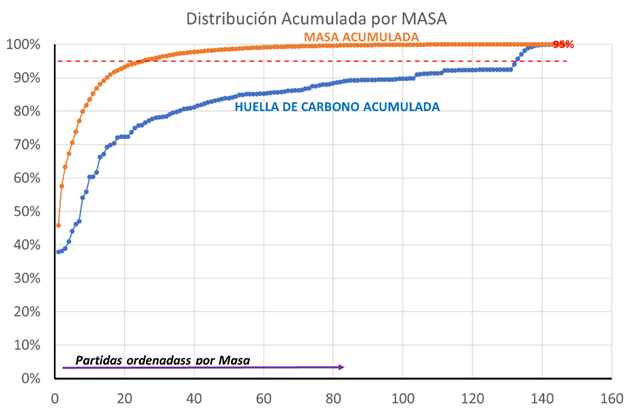 Distribución Acumulada por MASA
100%
90%
80%
70%
60%
50%
40%
30%
20%
10%
0%
MASA ACUMULADA
95%
HUELLA DE CARBONO ACUMULADA
Partidas ordenadass por Masa
0 20 40 60 80 100 120 140 160